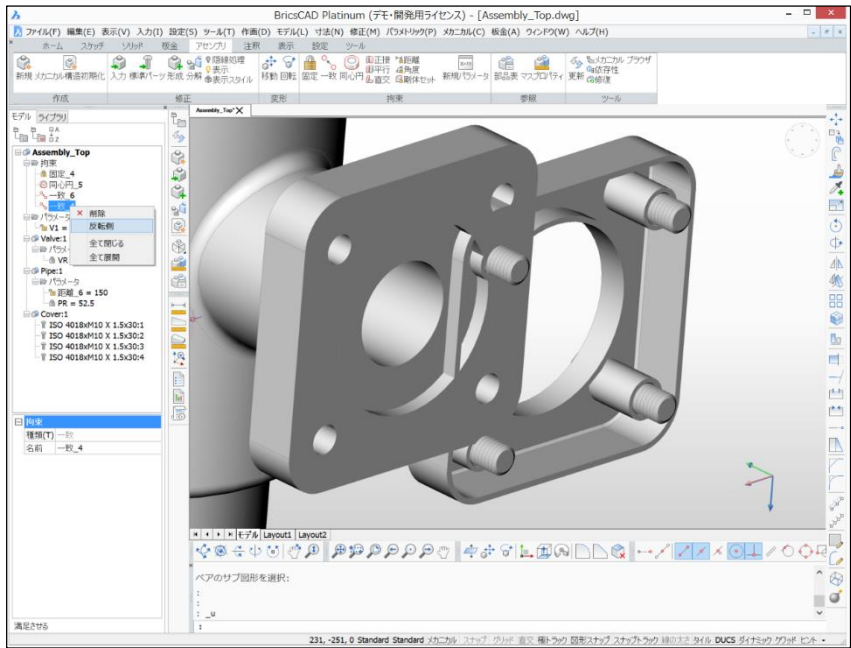 BricsCAD Platinum (デモ・開発用ライセンス) - [Assembly_Top.dwg]
ファイル(F) 編集(E) 表示(V) 入力(I) 設定(S) ツール(T) 作画(D) モデル(L) 寸法(N) 修正(M) パラメトリック(P) メカニカル(C) 板金(A) ウィンドウ(W) ヘルプ(H)
ホーム スケッチ ソリッド 板金 アセンブリ 注釈 表示 設定 ツール
陰線処理 正接 距離 メカニカル ブラウザ
表示 平行 角度 依存性
新規 メカニカル構造初期化 入力 標準パーツ 形成 分解 表示スタイル 移動 回転 固定 一致 同心円 直交 剛体セット 新規パラメータ 部品表 マスプロパティ 更新 修復
作成 修正 変形 拘束 参照 ツール
モデル ライブラリ
Assembly_Top*
Assembly_Top
拘束
固定_4
同心円_5
一致_6
一致_4
削除
反転側
全て閉じる
全て展開
パラメータ
V1 =
Valve:1
パラメ
VR
Pipe:1
パラメータ
距離_6 = 150
PR = 52.5
Cover:1
ISO 4018xM10 X 1.5x30:1
ISO 4018xM10 X 1.5x30:2
ISO 4018xM10 X 1.5x30:3
ISO 4018xM10 X 1.5x30:4
拘束
種類(T) 一致
名前 一致_4
モデル Layout1 Layout2
ペアのサブ図形を選択:
:
:
: _u
:
満足させる
231, -251, 0 Standard Standard メカニカル スナップ グリッド 直交 極トラック 図形スナップ スナップトラック 線の太さ タイル DUCS ダイナミック クワッド ヒント